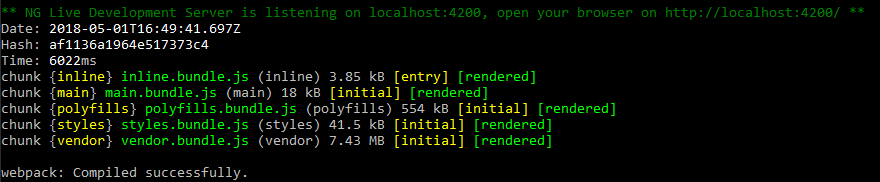 ** NG Live Development Server is listening on localhost:4200, open your browser on http://localhost:4200/ **
Date: 2018-05-01T16:49:41.697Z
Hash: af1136a1964e517373c4
Time: 6022ms
chunk {inline} inline.bundle.js (inline) 3.85 kB [entry] [rendered]
chunk {main} main.bundle.js (main) 18 kB [initial] [rendered]
chunk {polyfills} polyfills.bundle.js (polyfills) 554 kB [initial] [rendered]
chunk {styles} styles.bundle.js (styles) 41.5 kB [initial] [rendered]
chunk {vendor} vendor.bundle.js (vendor) 7.43 MB [initial] [rendered]
webpack: Compiled successfully.